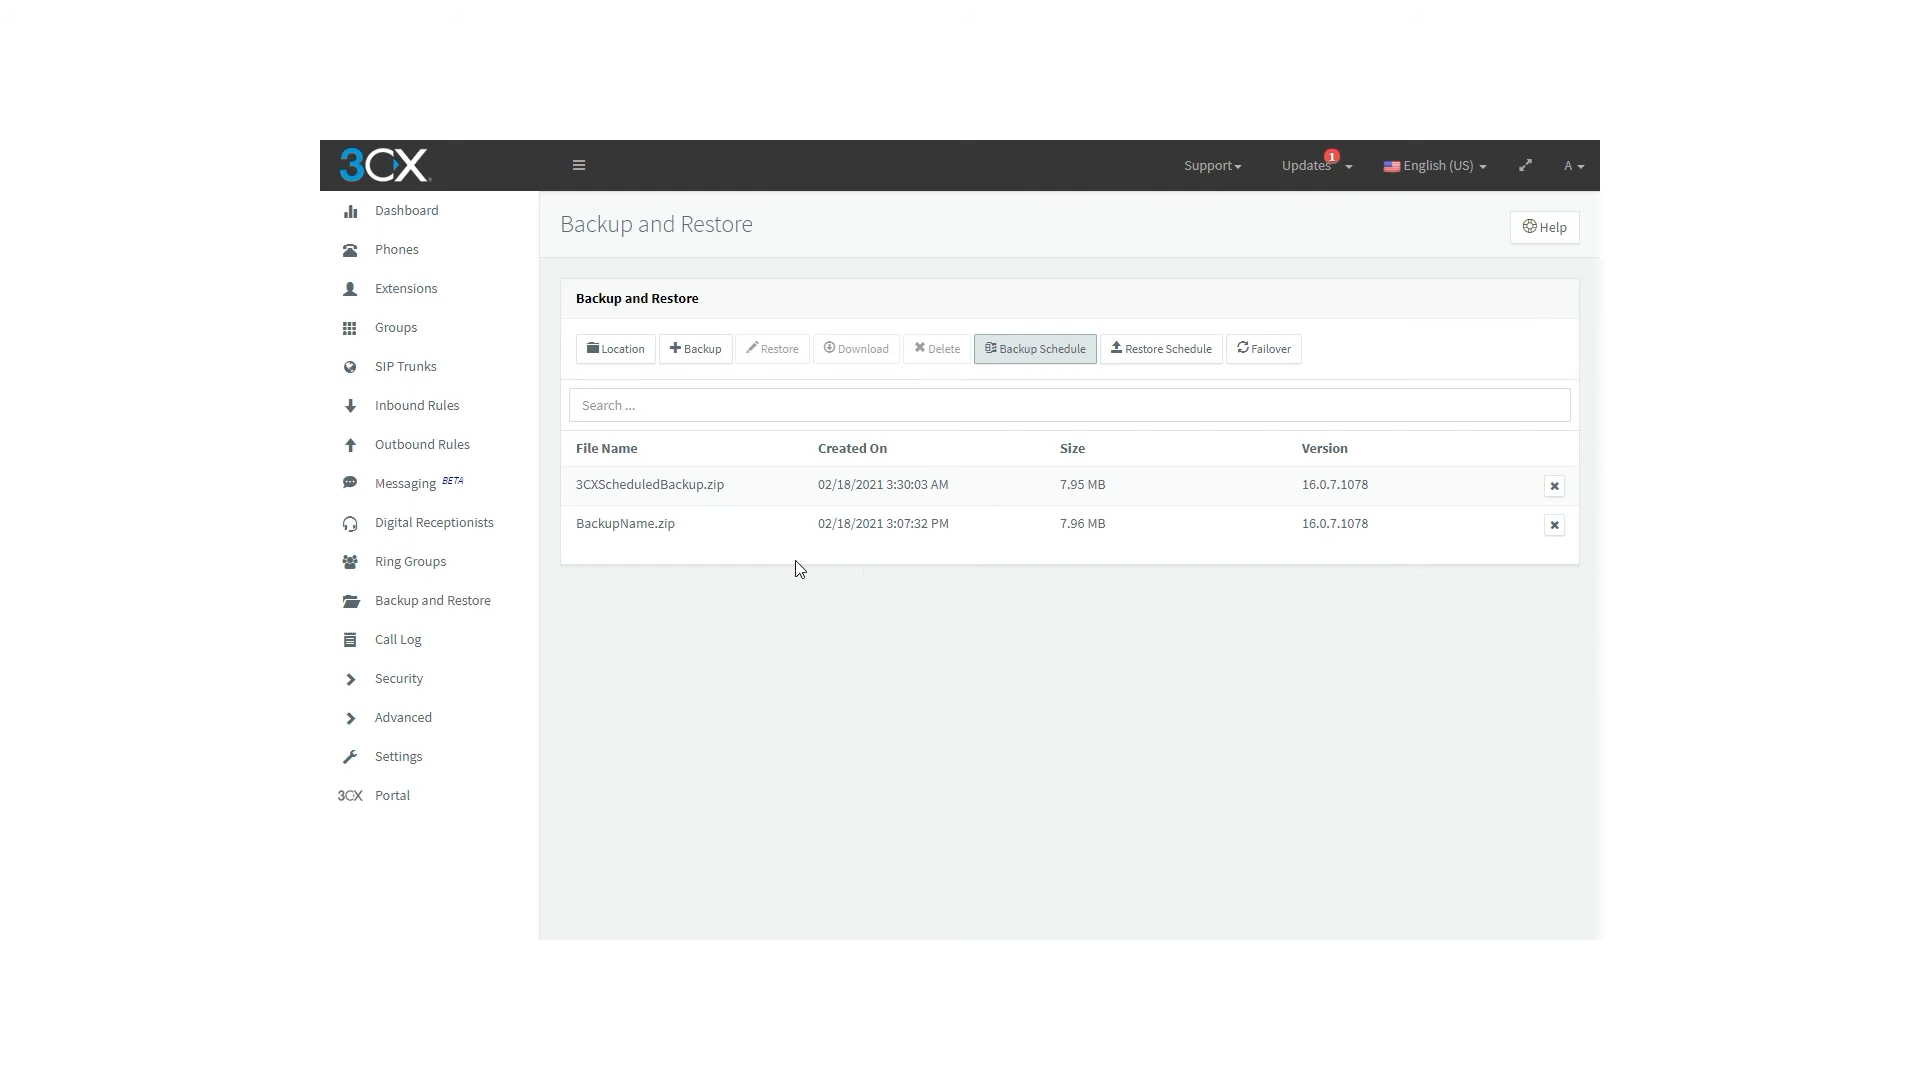 3CX
Support
Updates 1
English (US)
A
Dashboard
Phones
Extensions
Groups
SIP Trunks
Inbound Rules
Outbound Rules
Messaging BETA
Digital Receptionists
Ring Groups
Backup and Restore
Call Log
Security
Advanced
Settings
3CX Portal
Backup and Restore
Help
Backup and Restore
Location Backup Restore Download Delete Backup Schedule Restore Schedule Failover
Search ...
File Name Created On Size Version
3CXScheduledBackup.zip 02/18/2021 3:30:03 AM 7.95 MB 16.0.7.1078
BackupName.zip 02/18/2021 3:07:32 PM 7.96 MB 16.0.7.1078